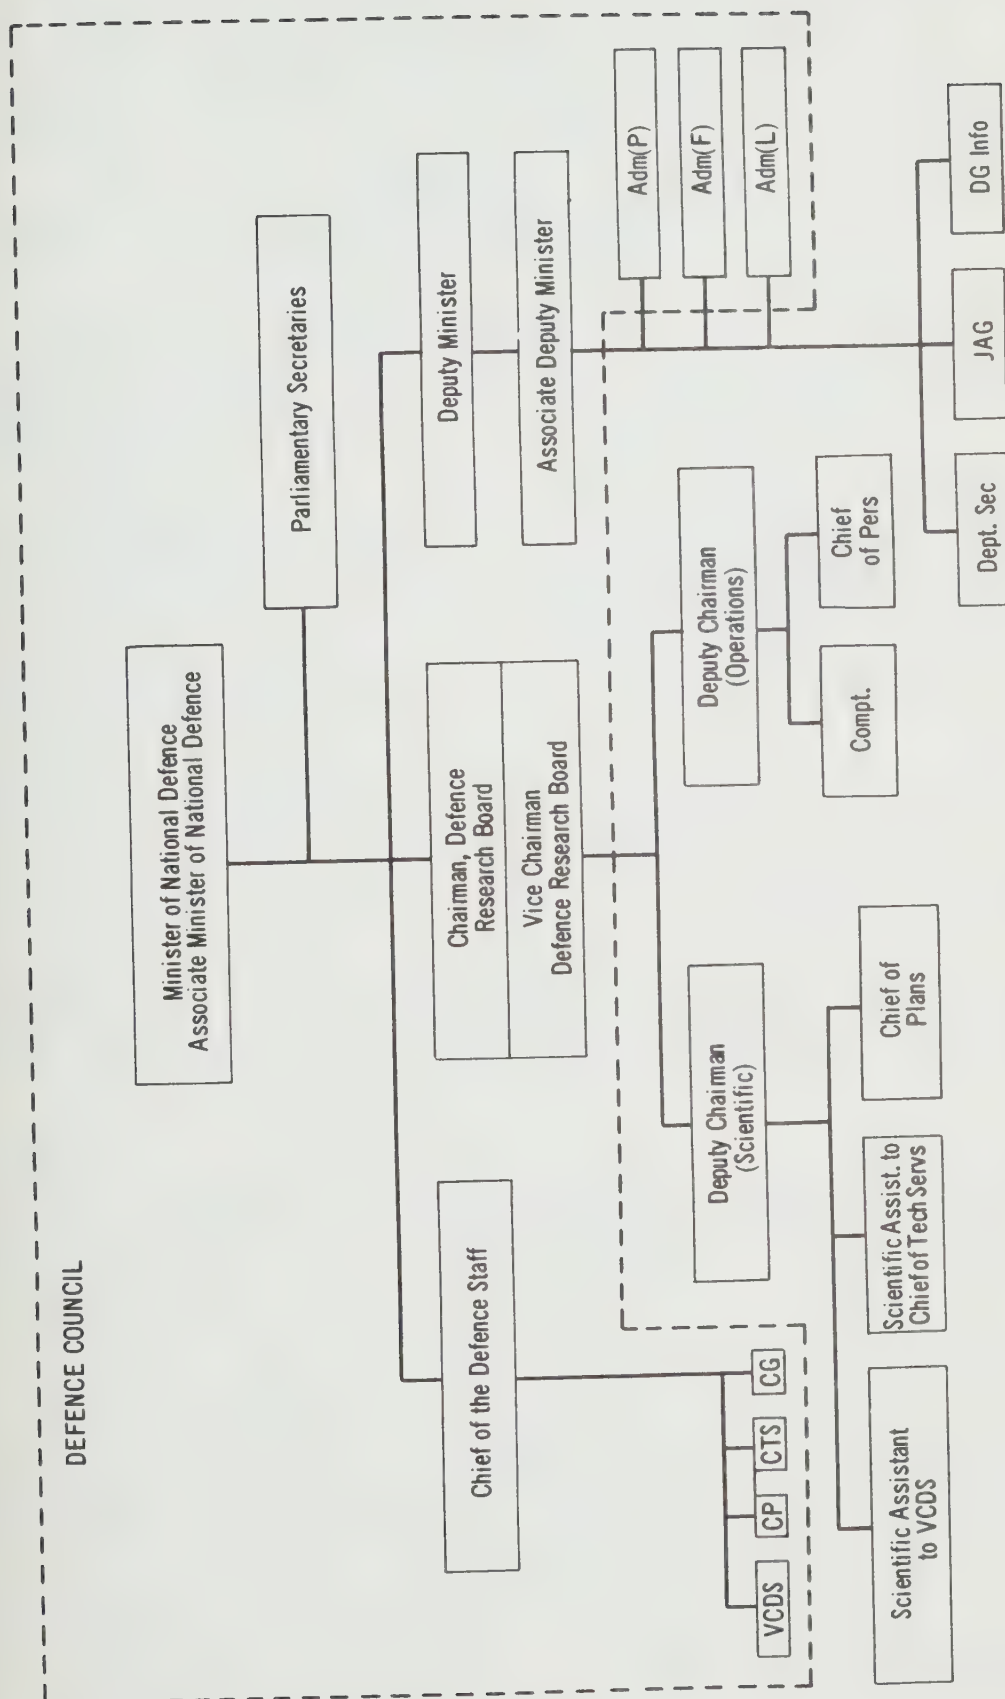 DEFENCE COUNCIL
Minister of National Defence
Associate Minister of National Defence
Parliamentary Secretaries
Chief of the Defence Staff
Chairman, Defence
Research Board
Vice Chairman
Defence Research Board
Deputy Minister
Associate Deputy Minister
VCDS
CP
CTS
CG
Adm(P)
Adm(F)
Adm(L)
Deputy Chairman
(Scientific)
Deputy Chairman
(Operations)
Scientific Assistant
to VCDS
Scientific Assist. to
Chief of Tech Servs
Chief of
Plans
Compt.
Chief
of Pers
Dept. Sec
JAG
DG Info